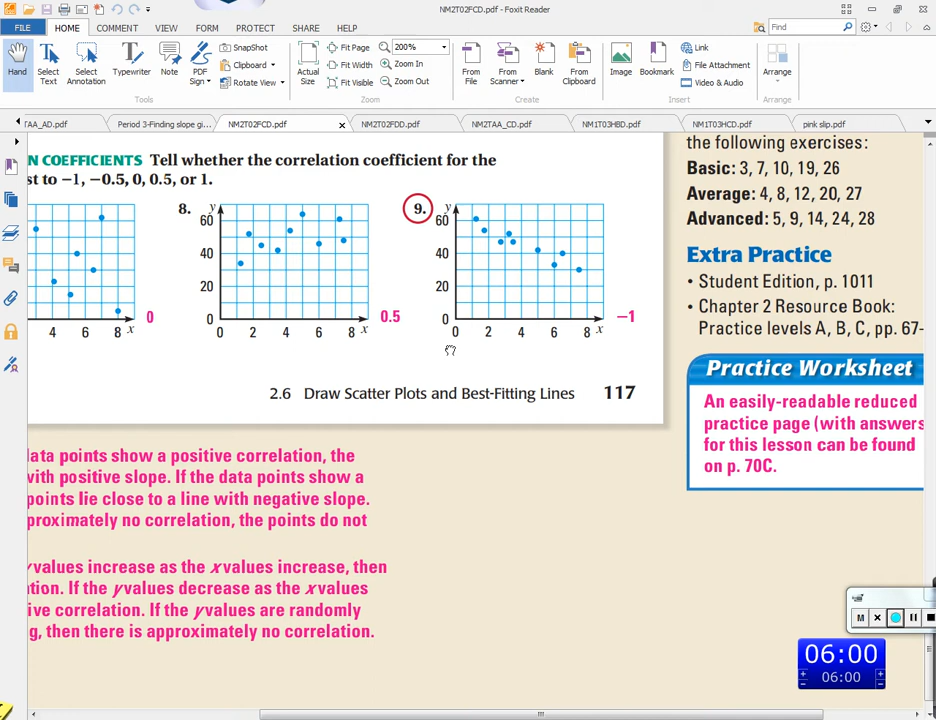 NM2T02FCD.pdf - Foxit Reader
FILE HOME COMMENT VIEW FORM PROTECT SHARE HELP
Find
Hand
Select Text
Select Annotation
Typewriter
Note
PDF Sign
SnapShot
Clipboard
Rotate View
Tools
Actual Size
Fit Page
Fit Width
Fit Visible
200%
Zoom In
Zoom Out
Zoom
From File
From Scanner
Blank
From Clipboard
Create
Image
Bookmark
Link
File Attachment
Video & Audio
Insert
Arrange
Arrange
TAA_AD.pdf Period 3-Finding slope gi... NM2T02FCD.pdf NM2T02FDD.pdf NM2TAA_CD.pdf NM1T03HBD.pdf NM1T03HCD.pdf pink slip.pdf
N COEFFICIENTS Tell whether the correlation coefficient for the
st to −1, −0.5, 0, 0.5, or 1.
4 6 8 x
0
8.
y
60
40
20
0
0 2 4 6 8 x
0.5
9.
y
60
40
20
0
0 2 4 6 8 x
−1
2.6 Draw Scatter Plots and Best-Fitting Lines 117
data points show a positive correlation, the
with positive slope. If the data points show a
points lie close to a line with negative slope.
proximately no correlation, the points do not
y values increase as the x values increase, then
ation. If the y values decrease as the x values
ive correlation. If the y values are randomly
g, then there is approximately no correlation.
the following exercises:
Basic: 3, 7, 10, 19, 26
Average: 4, 8, 12, 20, 27
Advanced: 5, 9, 14, 24, 28
Extra Practice
• Student Edition, p. 1011
• Chapter 2 Resource Book:
Practice levels A, B, C, pp. 67-
Practice Worksheet
An easily-readable reduced
practice page (with answers
for this lesson can be found
on p. 70C.
M
06:00
06:00